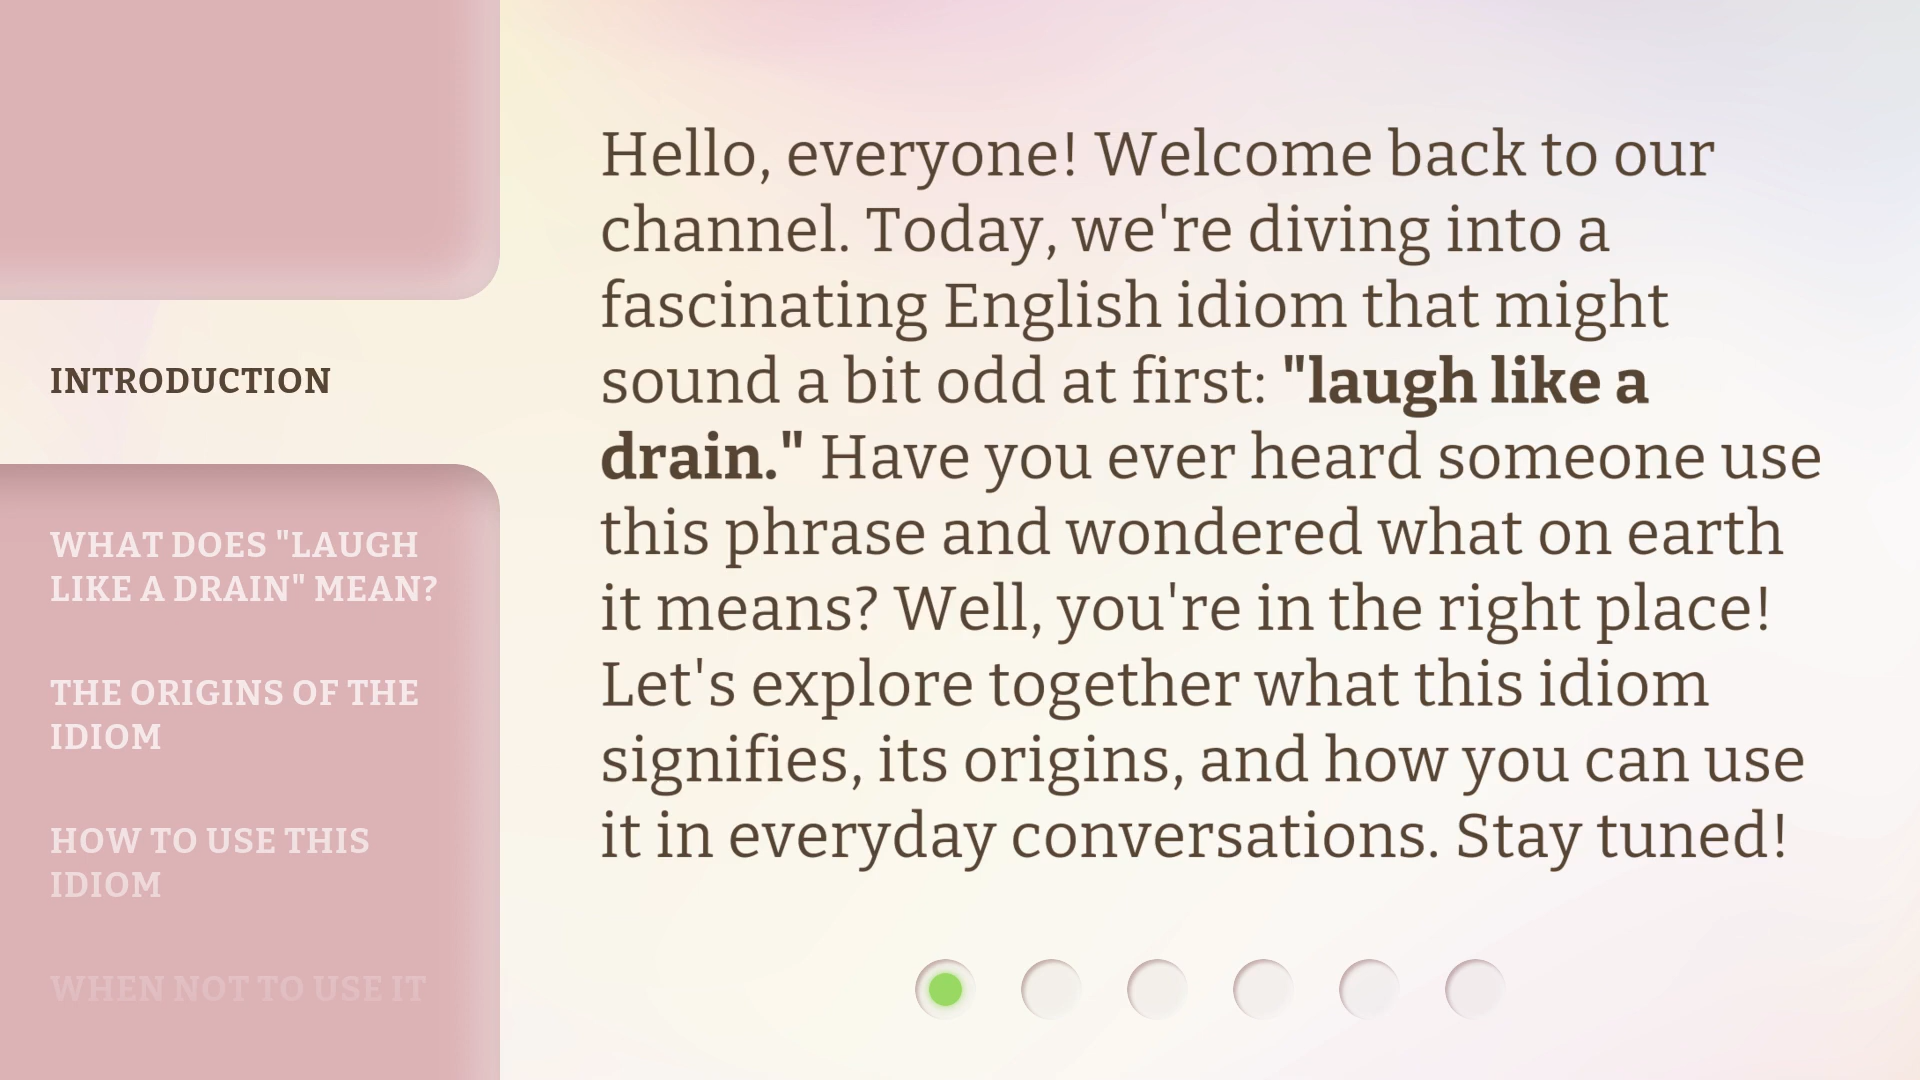 INTRODUCTION
WHAT DOES "LAUGH
LIKE A DRAIN" MEAN?
THE ORIGINS OF THE
IDIOM
HOW TO USE THIS
IDIOM
WHEN NOT TO USE IT
Hello, everyone! Welcome back to our
channel. Today, we're diving into a
fascinating English idiom that might
sound a bit odd at first: "laugh like a
drain." Have you ever heard someone use
this phrase and wondered what on earth
it means? Well, you're in the right place!
Let's explore together what this idiom
signifies, its origins, and how you can use
it in everyday conversations. Stay tuned!